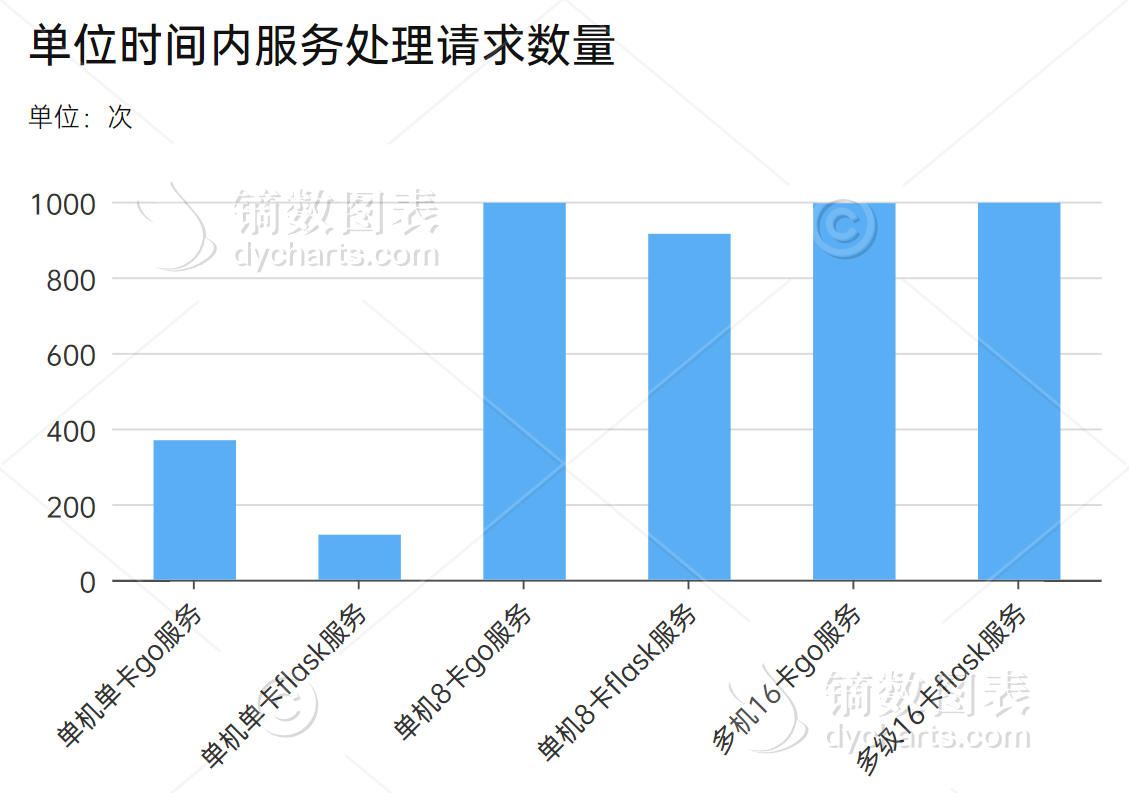 单位时间内服务处理请求数量
单位：次
镝数图表
dycharts.com
1000
800
600
400
200
0
单机单卡go服务
单机单卡flask服务
单机8卡go服务
单机8卡flask服务
多机16卡go服务
多级16卡flask服务
©
©
镝数图表
dycharts.com